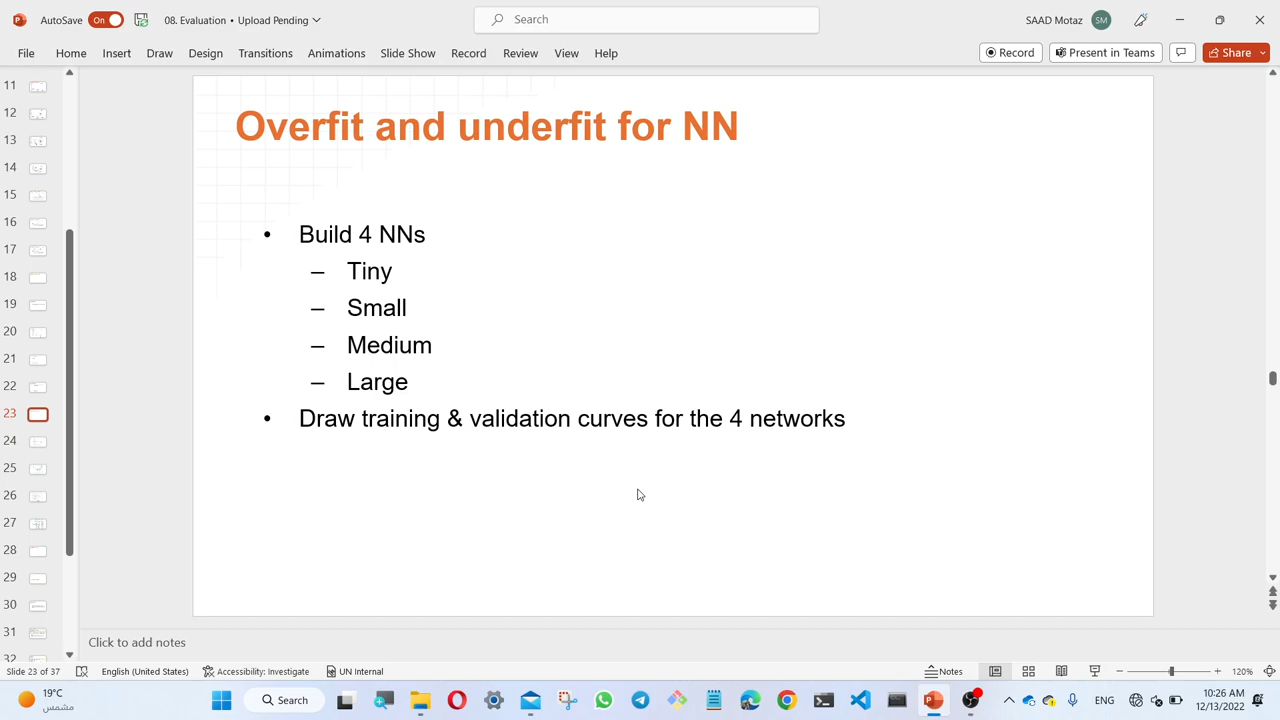 AutoSave On 08. Evaluation • Upload Pending Search SAAD Motaz SM
File Home Insert Draw Design Transitions Animations Slide Show Record Review View Help Record Present in Teams Share
11
12
13
14
15
16
17
18
19
20
21
22
23
24
25
26
27
28
29
30
31
32
Overfit and underfit for NN
• Build 4 NNs
– Tiny
– Small
– Medium
– Large
• Draw training & validation curves for the 4 networks
Click to add notes
Slide 23 of 37 English (United States) Accessibility: Investigate UN Internal Notes 120%
19°C
مشمس
Search
ENG
10:26 AM
12/13/2022